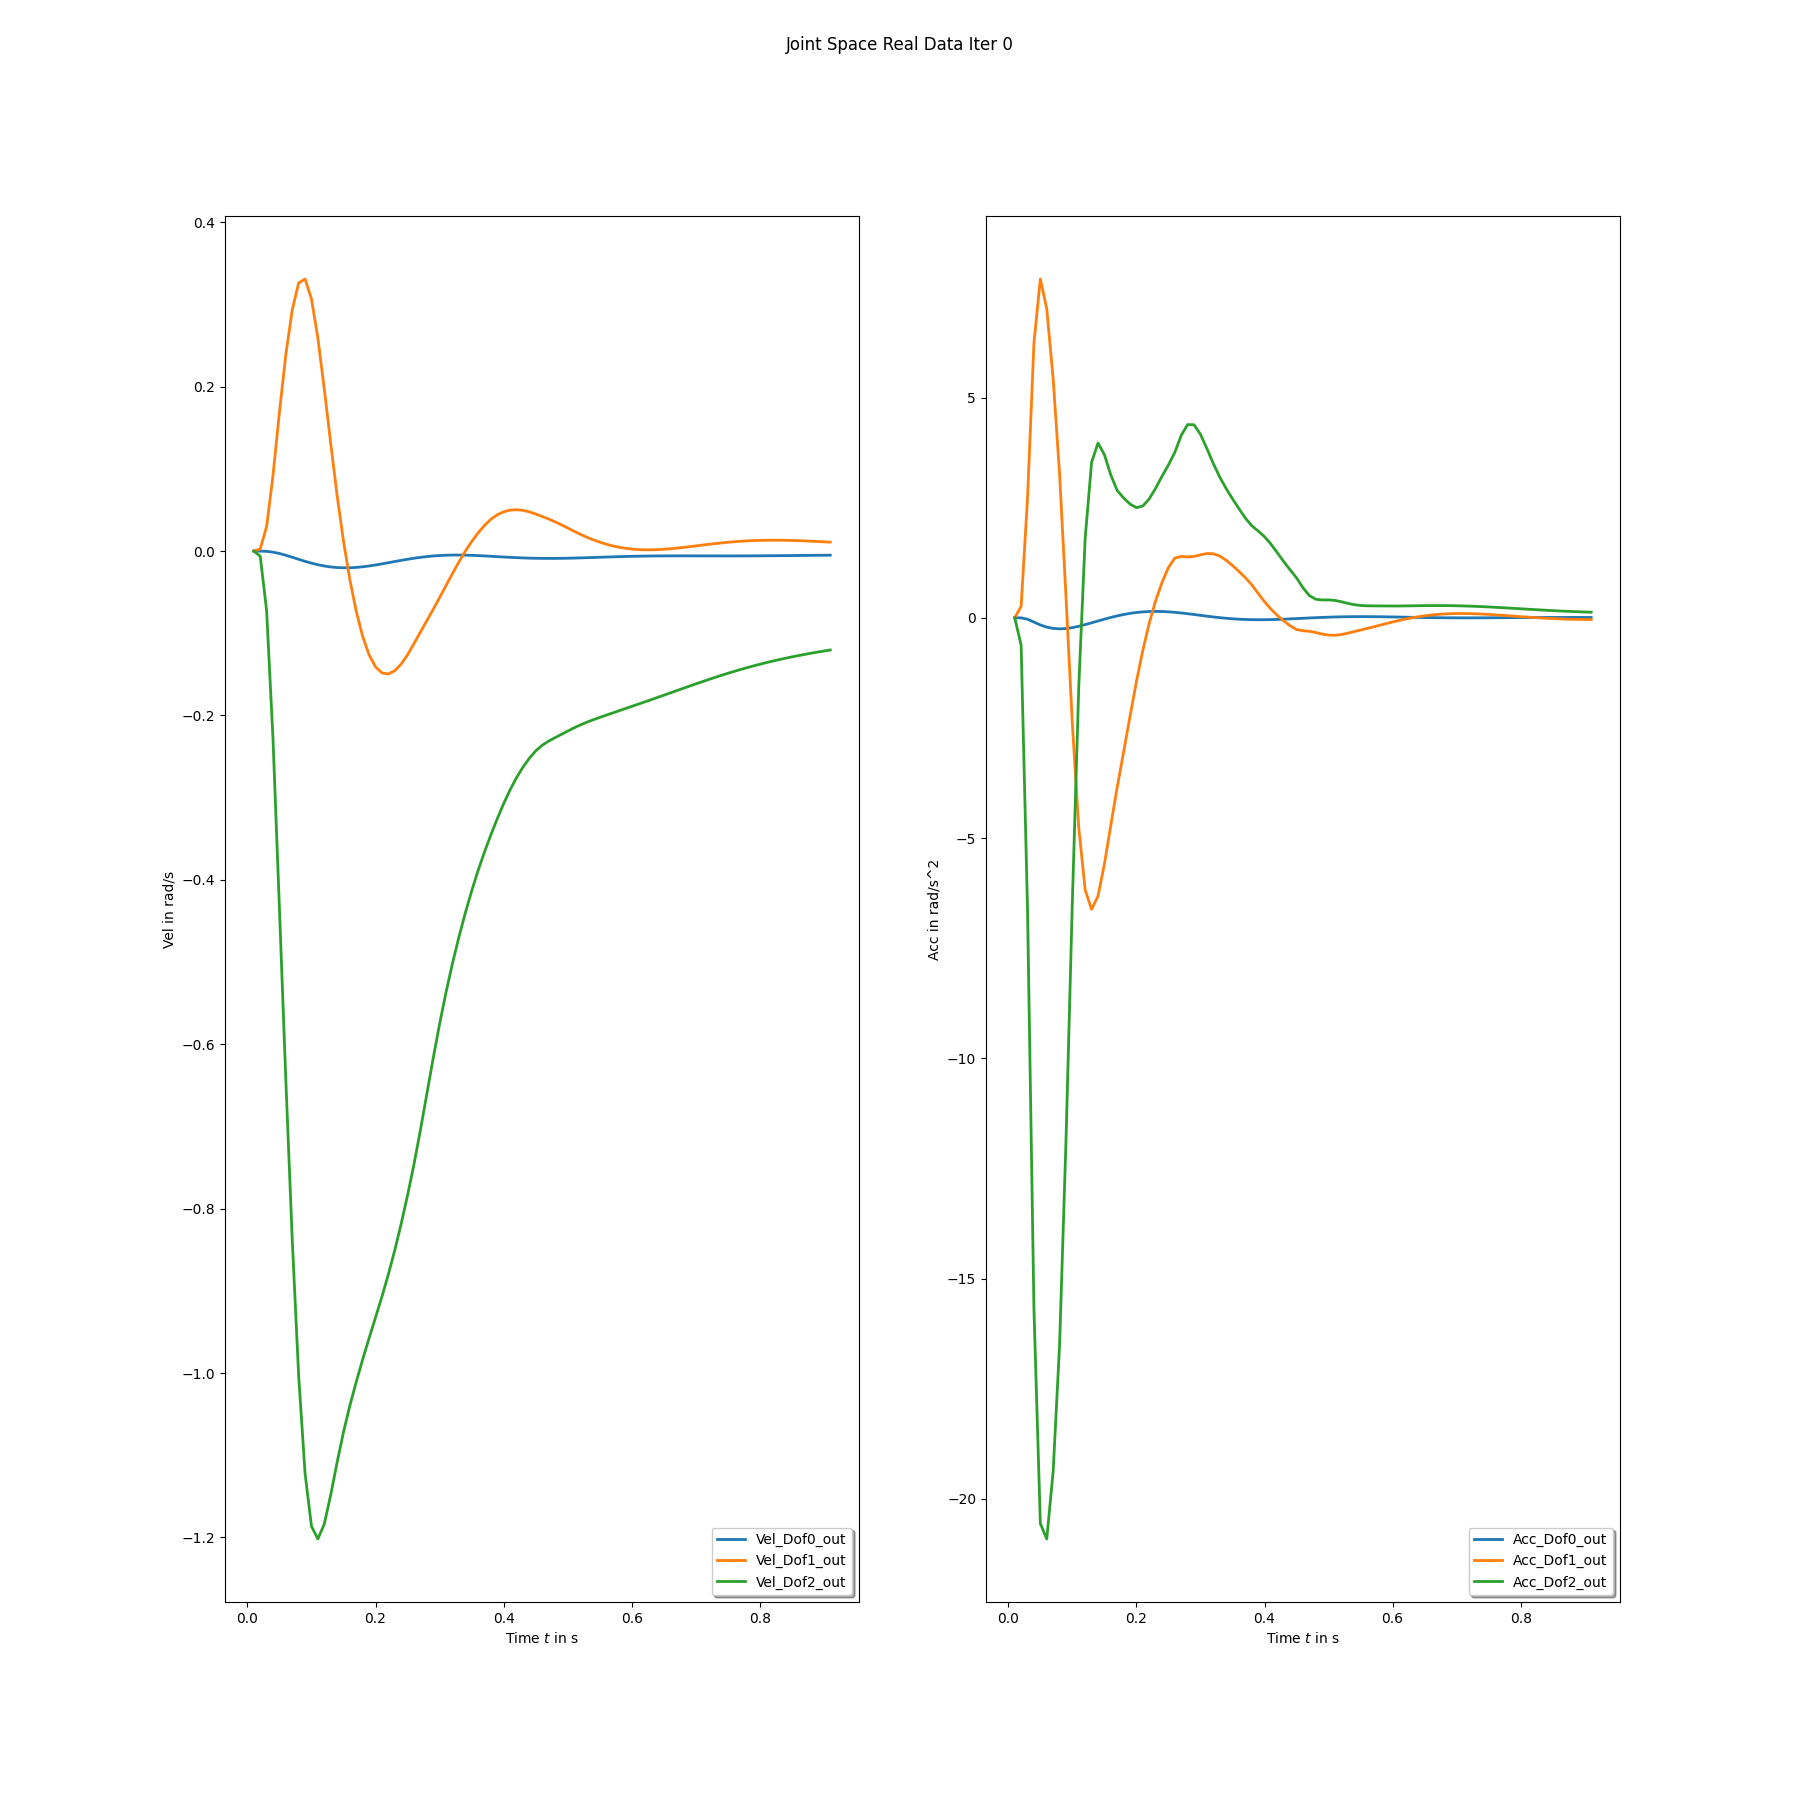 Joint Space Real Data Iter 0
0.4
0.2
0.0
−0.2
−0.4
−0.6
−0.8
−1.0
−1.2
Vel in rad/s
0.0 0.2 0.4 0.6 0.8
Time t in s
Vel_Dof0_out
Vel_Dof1_out
Vel_Dof2_out
5
0
−5
−10
−15
−20
Acc in rad/s^2
0.0 0.2 0.4 0.6 0.8
Time t in s
Acc_Dof0_out
Acc_Dof1_out
Acc_Dof2_out